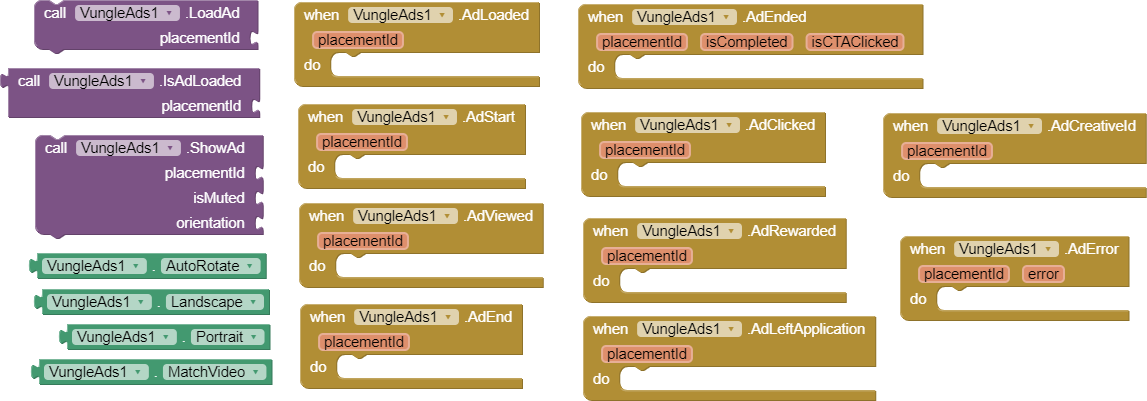 call VungleAds1 .LoadAd
placementId
call VungleAds1 .IsAdLoaded
placementId
call VungleAds1 .ShowAd
placementId
isMuted
orientation
VungleAds1 . AutoRotate
VungleAds1 . Landscape
VungleAds1 . Portrait
VungleAds1 . MatchVideo
when VungleAds1 .AdLoaded
placementId
do
when VungleAds1 .AdStart
placementId
do
when VungleAds1 .AdViewed
placementId
do
when VungleAds1 .AdEnd
placementId
do
when VungleAds1 .AdEnded
placementId isCompleted isCTAClicked
do
when VungleAds1 .AdClicked
placementId
do
when VungleAds1 .AdRewarded
placementId
do
when VungleAds1 .AdLeftApplication
placementId
do
when VungleAds1 .AdCreativeId
placementId
do
when VungleAds1 .AdError
placementId error
do